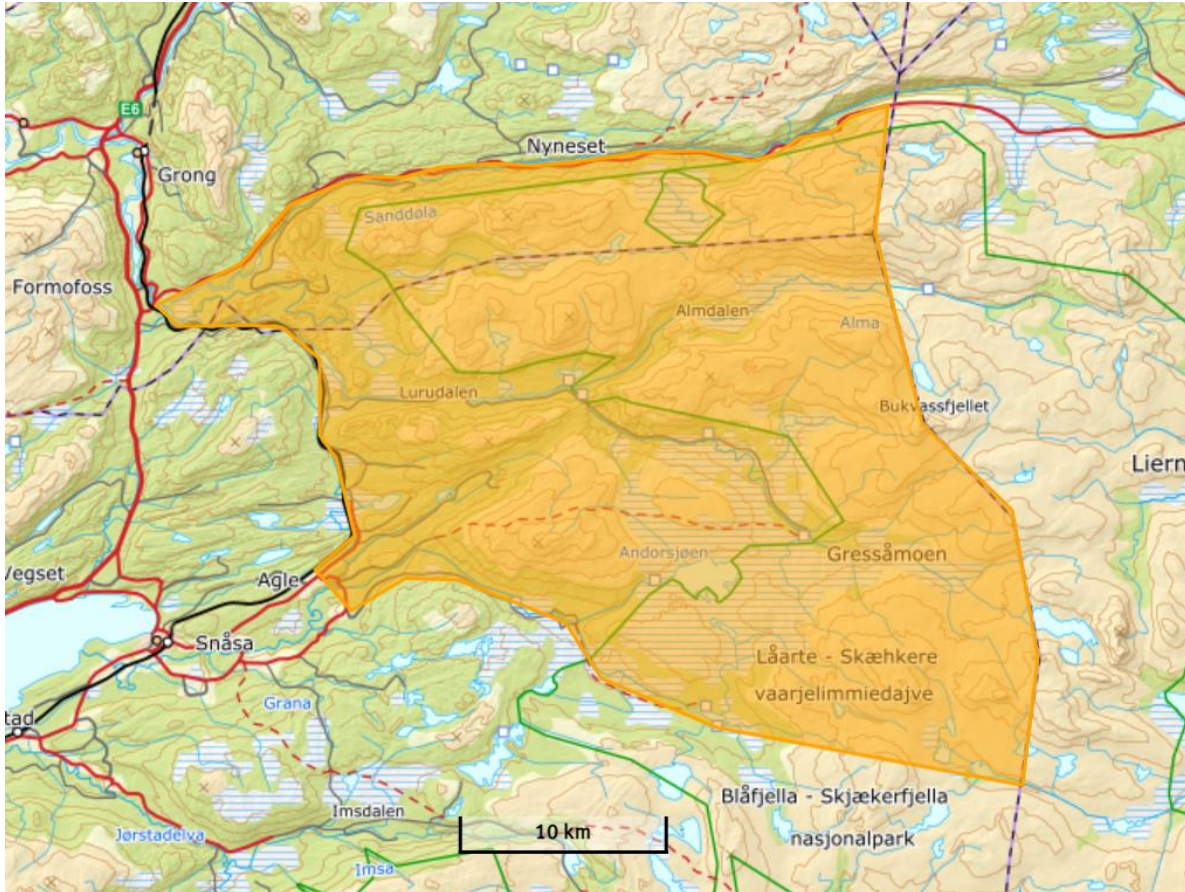 E6
Nyneset
Grong
Sanddøla
Formofoss
Almdalen
Alma
Lurudalen
Bukvassfjellet
Liern
Andorsjøen
Gressåmoen
Vegset
Agle
Snåsa
Låarte - Skæhkere
vaarjelimmiedajve
Grana
tad
Blåfjella - Skjækerfjella
nasjonalpark
Imsdalen
10 km
Jørstadelva
Imsa